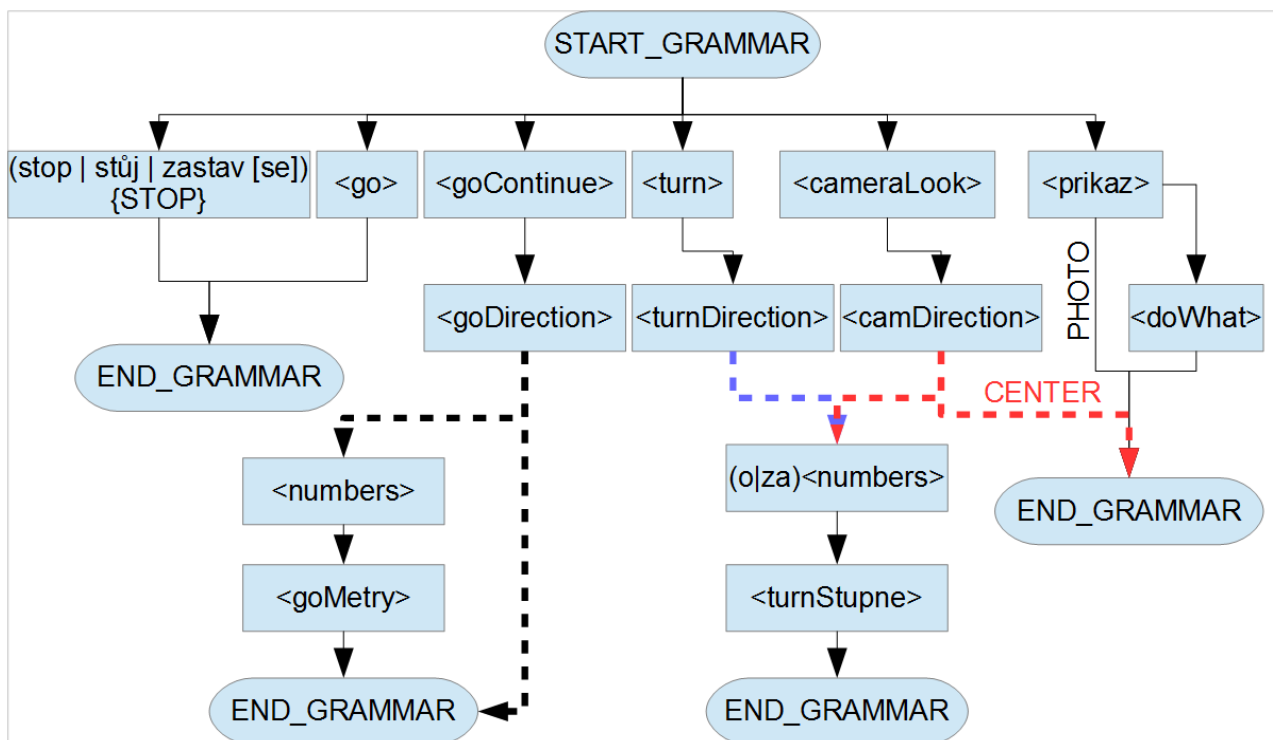 START_GRAMMAR
(stop | stůj | zastav [se])
{STOP}
<go>
<goContinue>
<turn>
<cameraLook>
<prikaz>
PHOTO
<goDirection>
<turnDirection>
<camDirection>
<doWhat>
END_GRAMMAR
CENTER
<numbers>
(o|za)<numbers>
END_GRAMMAR
<goMetry>
<turnStupne>
END_GRAMMAR
END_GRAMMAR